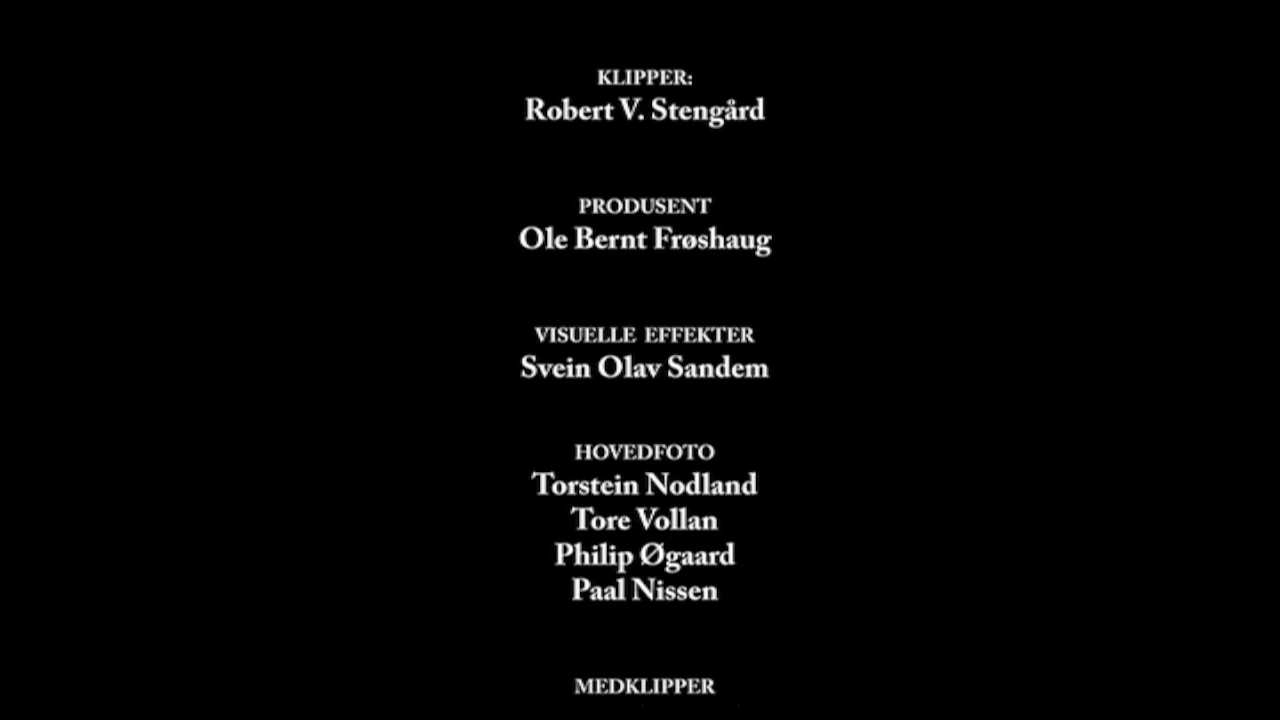 KLIPPER:
Robert V. Stengård
PRODUSENT
Ole Bernt Frøshaug
VISUELLE EFFEKTER
Svein Olav Sandem
HOVEDFOTO
Torstein Nodland
Tore Vollan
Philip Øgaard
Paal Nissen
MEDKLIPPER